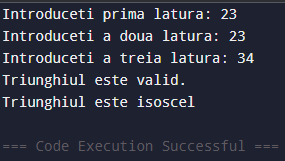 Introduceti prima latura: 23
Introduceti a doua latura: 23
Introduceti a treia latura: 34
Triunghiul este valid.
Triunghiul este isoscel
=== Code Execution Successful ===